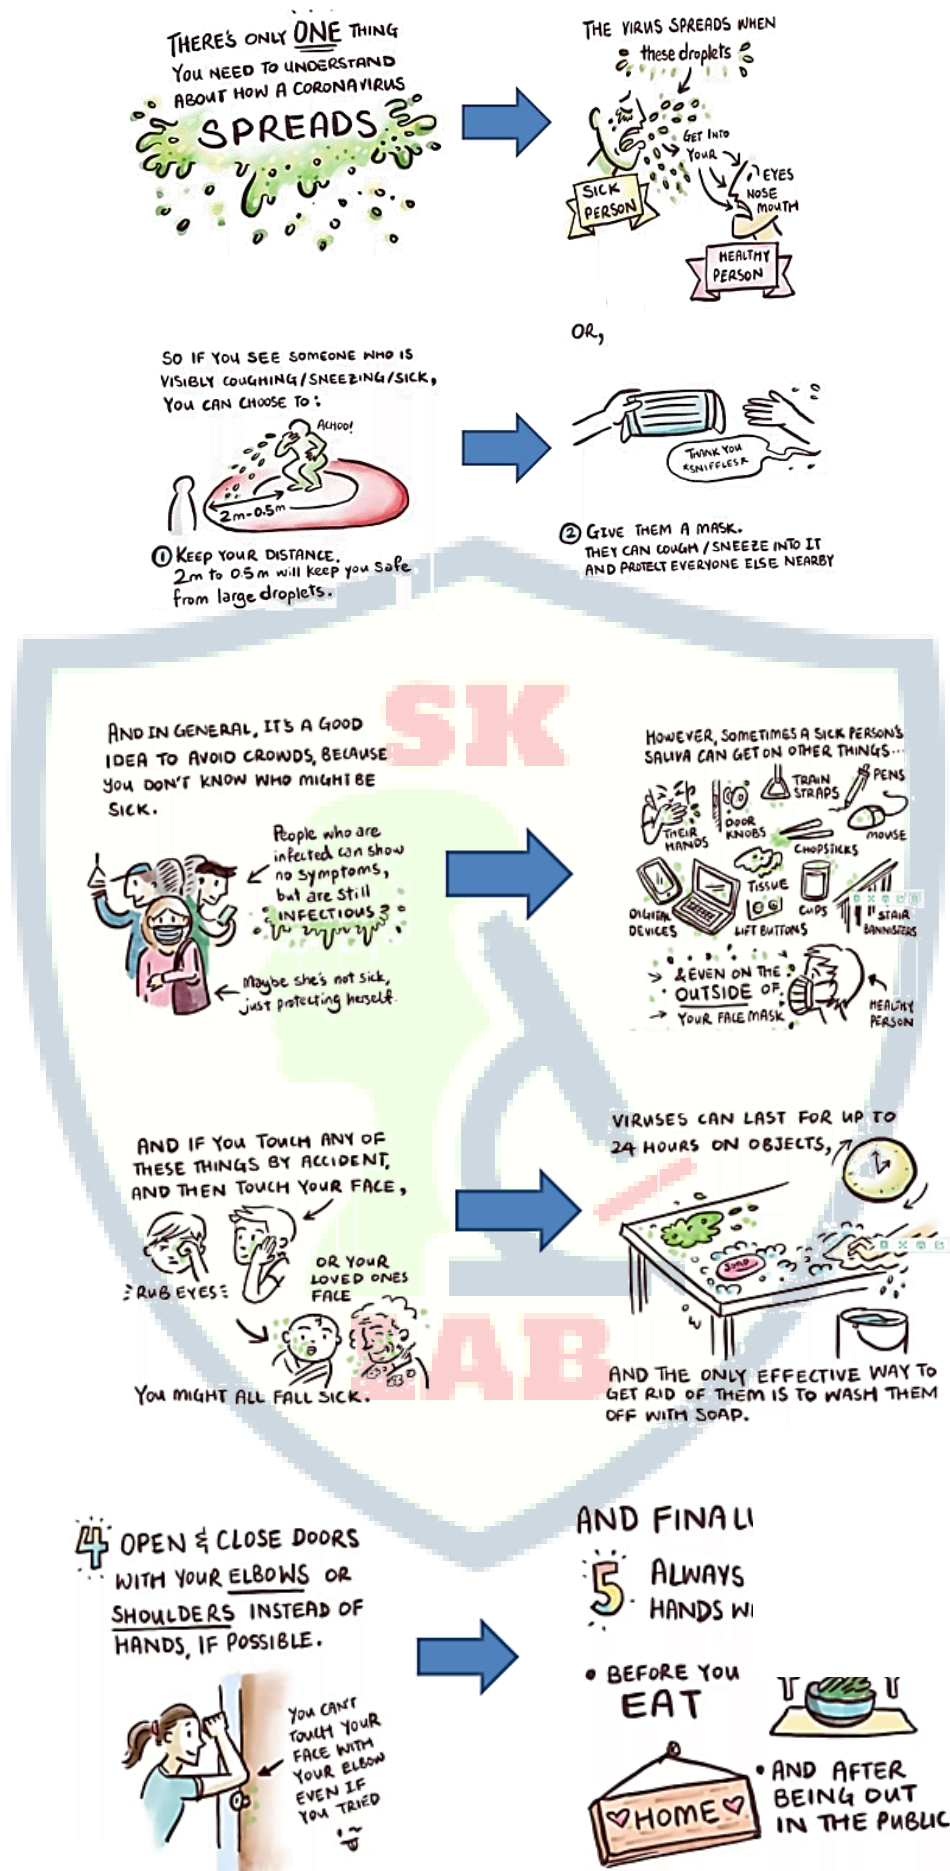 THERE'S ONLY ONE THING
YOU NEED TO UNDERSTAND
ABOUT HOW A CORONAVIRUS
SPREADS
THE VIRUS SPREADS WHEN
these droplets
GET INTO
YOUR
EYES
NOSE
MOUTH
SICK
PERSON
HEALTHY
PERSON
SO IF YOU SEE SOMEONE WHO IS
VISIBLY COUGHING/SNEEZING/SICK,
YOU CAN CHOOSE TO:
ACHOO!
2m-0.5m
① KEEP YOUR DISTANCE.
2m to 0.5m will keep you safe
from large droplets.
OR,
THANK YOU
*SNIFFLES*
② GIVE THEM A MASK.
THEY CAN COUGH/SNEEZE INTO IT
AND PROTECT EVERYONE ELSE NEARBY
SK
LAB
AND IN GENERAL, IT'S A GOOD
IDEA TO AVOID CROWDS, BECAUSE
YOU DON'T KNOW WHO MIGHT BE
SICK.
People who are
infected can show
no symptoms,
but are still
INFECTIOUS
Maybe she's not sick,
just protecting herself.
HOWEVER, SOMETIMES A SICK PERSON'S
SALIVA CAN GET ON OTHER THINGS...
THEIR
HANDS
DOOR
KNOBS
TRAIN
STRAPS
PENS
MOUSE
CHOPSTICKS
DIGITAL
DEVICES
TISSUE
LIFT BUTTONS
CUPS
STAIR
BANNISTERS
& EVEN ON THE
OUTSIDE OF
YOUR FACE MASK
HEALTHY
PERSON
AND IF YOU TOUCH ANY OF
THESE THINGS BY ACCIDENT,
AND THEN TOUCH YOUR FACE,
RUB EYES
OR YOUR
LOVED ONES
FACE
YOU MIGHT ALL FALL SICK.
VIRUSES CAN LAST FOR UP TO
24 HOURS ON OBJECTS,
SOAP
AND THE ONLY EFFECTIVE WAY TO
GET RID OF THEM IS TO WASH THEM
OFF WITH SOAP.
4 OPEN & CLOSE DOORS
WITH YOUR ELBOWS OR
SHOULDERS INSTEAD OF
HANDS, IF POSSIBLE.
YOU CAN'T
TOUCH YOUR
FACE WITH
YOUR ELBOW
EVEN IF
YOU TRIED
AND FINALL
5 ALWAYS
HANDS WI
• BEFORE YOU
EAT
HOME
• AND AFTER
BEING OUT
IN THE PUBLIC